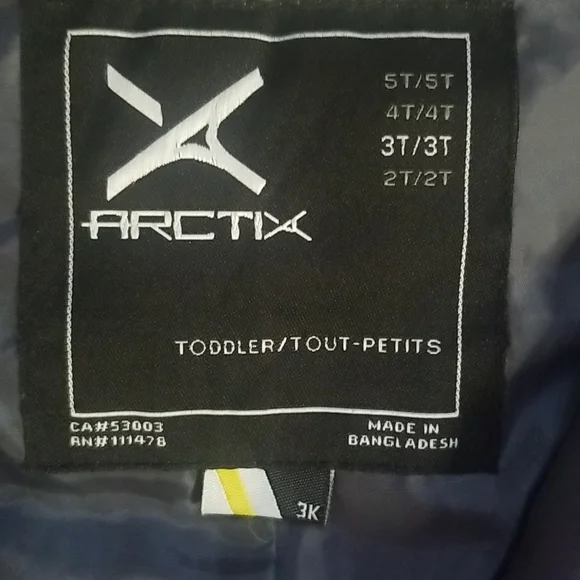 5T/5T
4T/4T
3T/3T
2T/2T
ARCTIX
TODDLER/TOUT-PETITS
CA#53003
RN#111478
MADE IN
BANGLADESH
3K